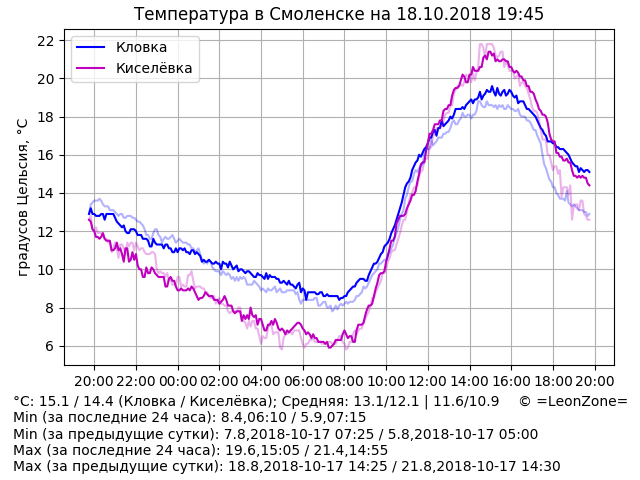 Температура в Смоленске на 18.10.2018 19:45
Кловка
Киселёвка
градусов Цельсия, °C
22
20
18
16
14
12
10
8
6
20:00 22:00 00:00 02:00 04:00 06:00 08:00 10:00 12:00 14:00 16:00 18:00 20:00
°C: 15.1 / 14.4 (Кловка / Киселёвка); Средняя: 13.1/12.1 | 11.6/10.9 © =LeonZone=
Min (за последние 24 часа): 8.4,06:10 / 5.9,07:15
Min (за предыдущие сутки): 7.8,2018-10-17 07:25 / 5.8,2018-10-17 05:00
Max (за последние 24 часа): 19.6,15:05 / 21.4,14:55
Max (за предыдущие сутки): 18.8,2018-10-17 14:25 / 21.8,2018-10-17 14:30